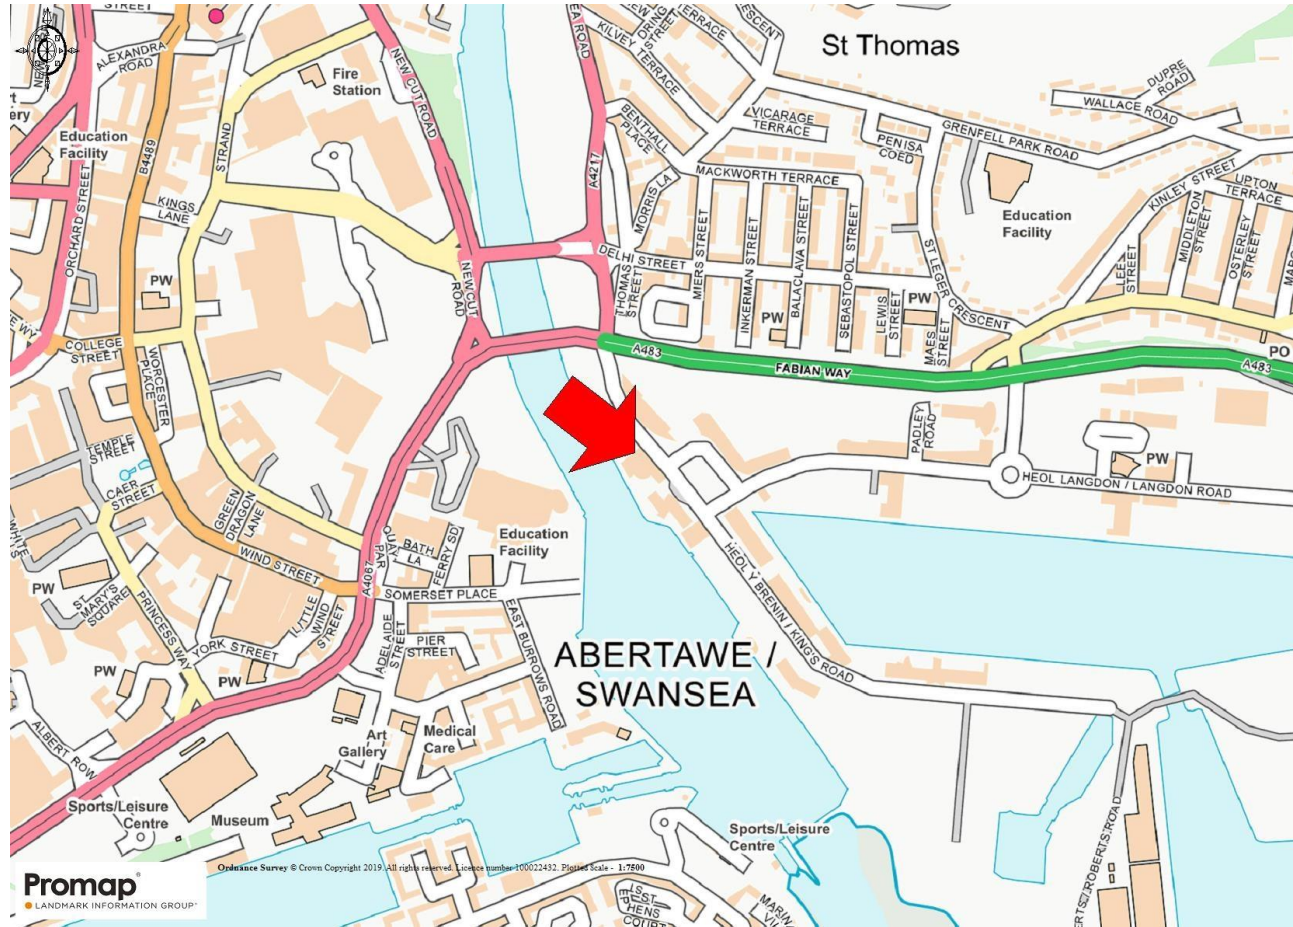 STREET
ALEXANDRA
ROAD
NEW CUT ROAD
Fire
Station
KILVEY TERRACE
TERRACE
St Thomas
DUPRE
ROAD
WALLACE ROAD
Education
Facility
B4489
STRAND
BENTHALL
PLACE
VICARAGE
TERRACE
PENISA
COED
GRENFELL PARK ROAD
A4217
MORRIS LA
MACKWORTH TERRACE
KINLEY STREET
UPTON
TERRACE
ORCHARD STREET
KINGS
LANE
Education
Facility
MIDDLETON
STREET
OSTERLEY
STREET
DELHI STREET
MIERS STREET
INKERMAN STREET
BALACLAVA STREET
SEBASTOPOL STREET
ST LEGER CRESCENT
LEE
STREET
PW
NEW CUT
ROAD
THOMAS
STREET
LEWIS
STREET
PW
MAES
STREET
PW
COLLEGE
STREET
WORCESTER
PLACE
A483
FABIAN WAY
A483
PO
TEMPLE
STREET
CAER
STREET
GREEN
DRAGON
LANE
PADLEY
ROAD
PW
HEOL LANGDON / LANGDON ROAD
WIND STREET
QUAY
PAR
BATH
LA
FERRY SD
Education
Facility
HEOL Y BRENIN / KING'S ROAD
PW
ST
MARY'S
SQUARE
PRINCESS WAY
A4067
SOMERSET PLACE
LITTLE
WIND
STREET
YORK STREET
ADELAIDE
STREET
PIER
STREET
EAST BURROWS ROAD
ABERTAWE /
SWANSEA
PW
PW
ALBERT ROW
Art
Gallery
Medical
Care
Sports/Leisure
Centre
Museum
Sports/Leisure
Centre
Ordnance Survey © Crown Copyright 2019. All rights reserved. Licence number 100022432. Plotted Scale - 1:7500
Promap
LANDMARK INFORMATION GROUP